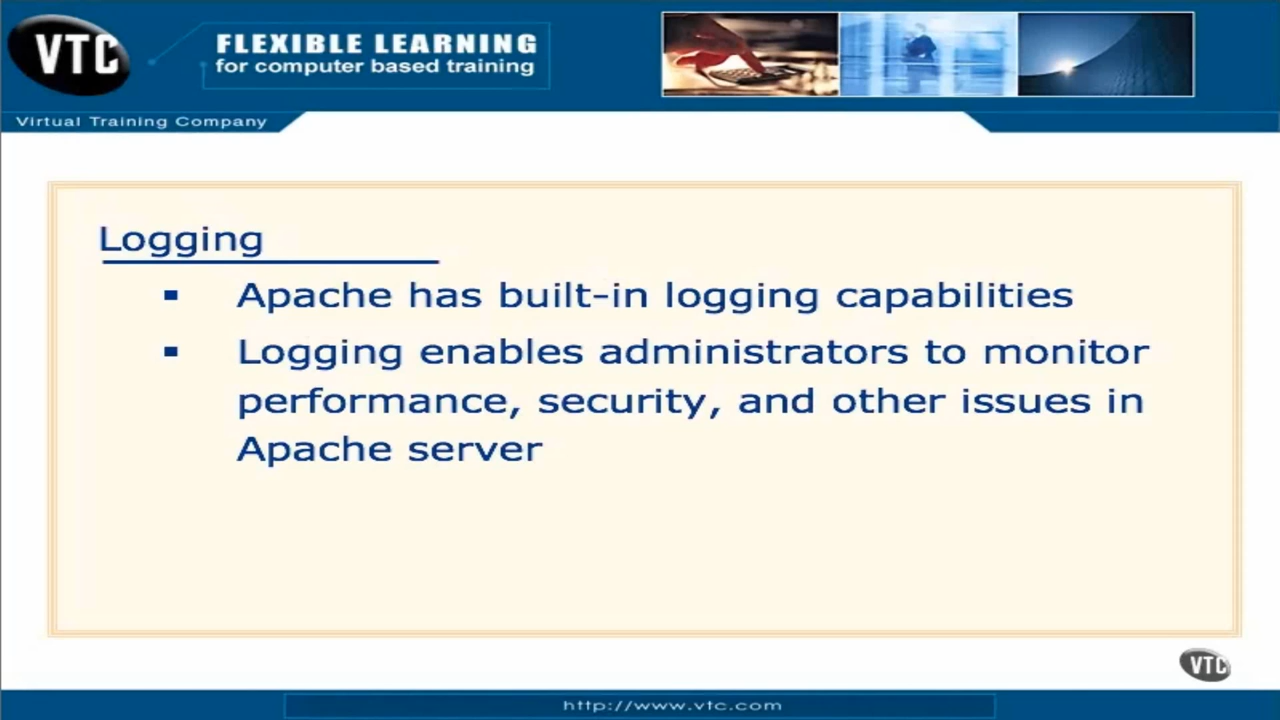 VTC
FLEXIBLE LEARNING
for computer based training
Virtual Training Company
Logging
▪ Apache has built-in logging capabilities
▪ Logging enables administrators to monitor
performance, security, and other issues in
Apache server
VTC
http://www.vtc.com